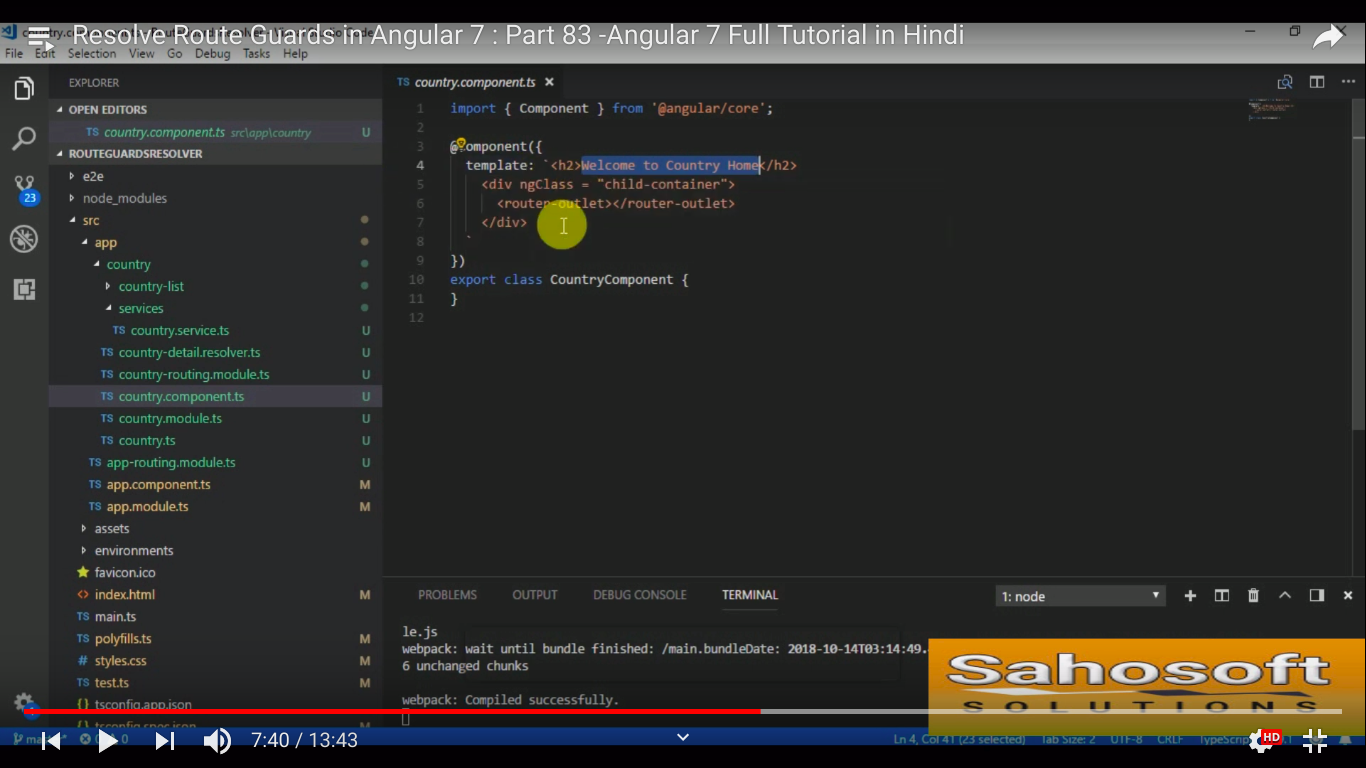 Resolve Route Guards in Angular 7 : Part 83 -Angular 7 Full Tutorial in Hindi
File Edit Selection View Go Debug Tasks Help
EXPLORER
OPEN EDITORS
TS country.component.ts src\app\country U
ROUTEGUARDSRESOLVER
e2e
node_modules
src
app
country
country-list
services
TS country.service.ts U
TS country-detail.resolver.ts U
TS country-routing.module.ts U
TS country.component.ts U
TS country.module.ts U
TS country.ts U
TS app-routing.module.ts U
TS app.component.ts M
TS app.module.ts M
assets
environments
favicon.ico
<> index.html M
TS main.ts
TS polyfills.ts M
# styles.css M
TS test.ts M
{} tsconfig.app.json
{} tsconfig.spec.json M
23
TS country.component.ts ×
1 import { Component } from '@angular/core';
2
3 @Component({
4 template: `<h2>Welcome to Country Home</h2>
5 <div ngClass = "child-container">
6 <router-outlet></router-outlet>
7 </div>
8 `
9 })
10 export class CountryComponent {
11 }
12
PROBLEMS OUTPUT DEBUG CONSOLE TERMINAL
1: node
le.js
webpack: wait until bundle finished: /main.bundleDate: 2018-10-14T03:14:49.
6 unchanged chunks
webpack: Compiled successfully.
Sahosoft
SOLUTIONS
7:40 / 13:43
Ln 4, Col 41 (23 selected) Tab Size: 2 UTF-8 CRLF
HD